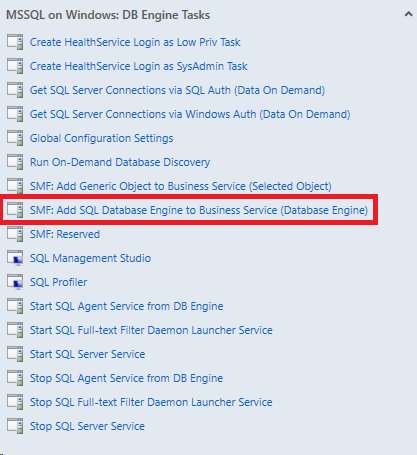 MSSQL on Windows: DB Engine Tasks
Create HealthService Login as Low Priv Task
Create HealthService Login as SysAdmin Task
Get SQL Server Connections via SQL Auth (Data On Demand)
Get SQL Server Connections via Windows Auth (Data On Demand)
Global Configuration Settings
Run On-Demand Database Discovery
SMF: Add Generic Object to Business Service (Selected Object)
SMF: Add SQL Database Engine to Business Service (Database Engine)
SMF: Reserved
SQL Management Studio
SQL Profiler
Start SQL Agent Service from DB Engine
Start SQL Full-text Filter Daemon Launcher Service
Start SQL Server Service
Stop SQL Agent Service from DB Engine
Stop SQL Full-text Filter Daemon Launcher Service
Stop SQL Server Service